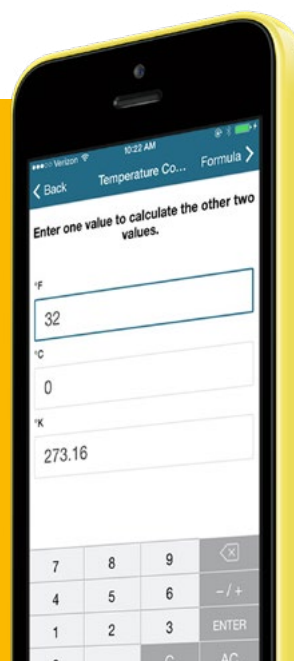 Verizon 10:22 AM
Back Temperature Co... Formula
Enter one value to calculate the other two
values.
°F
32
°C
0
°K
273.16
7 8 9
4 5 6 -/+
1 2 3 ENTER
C AC